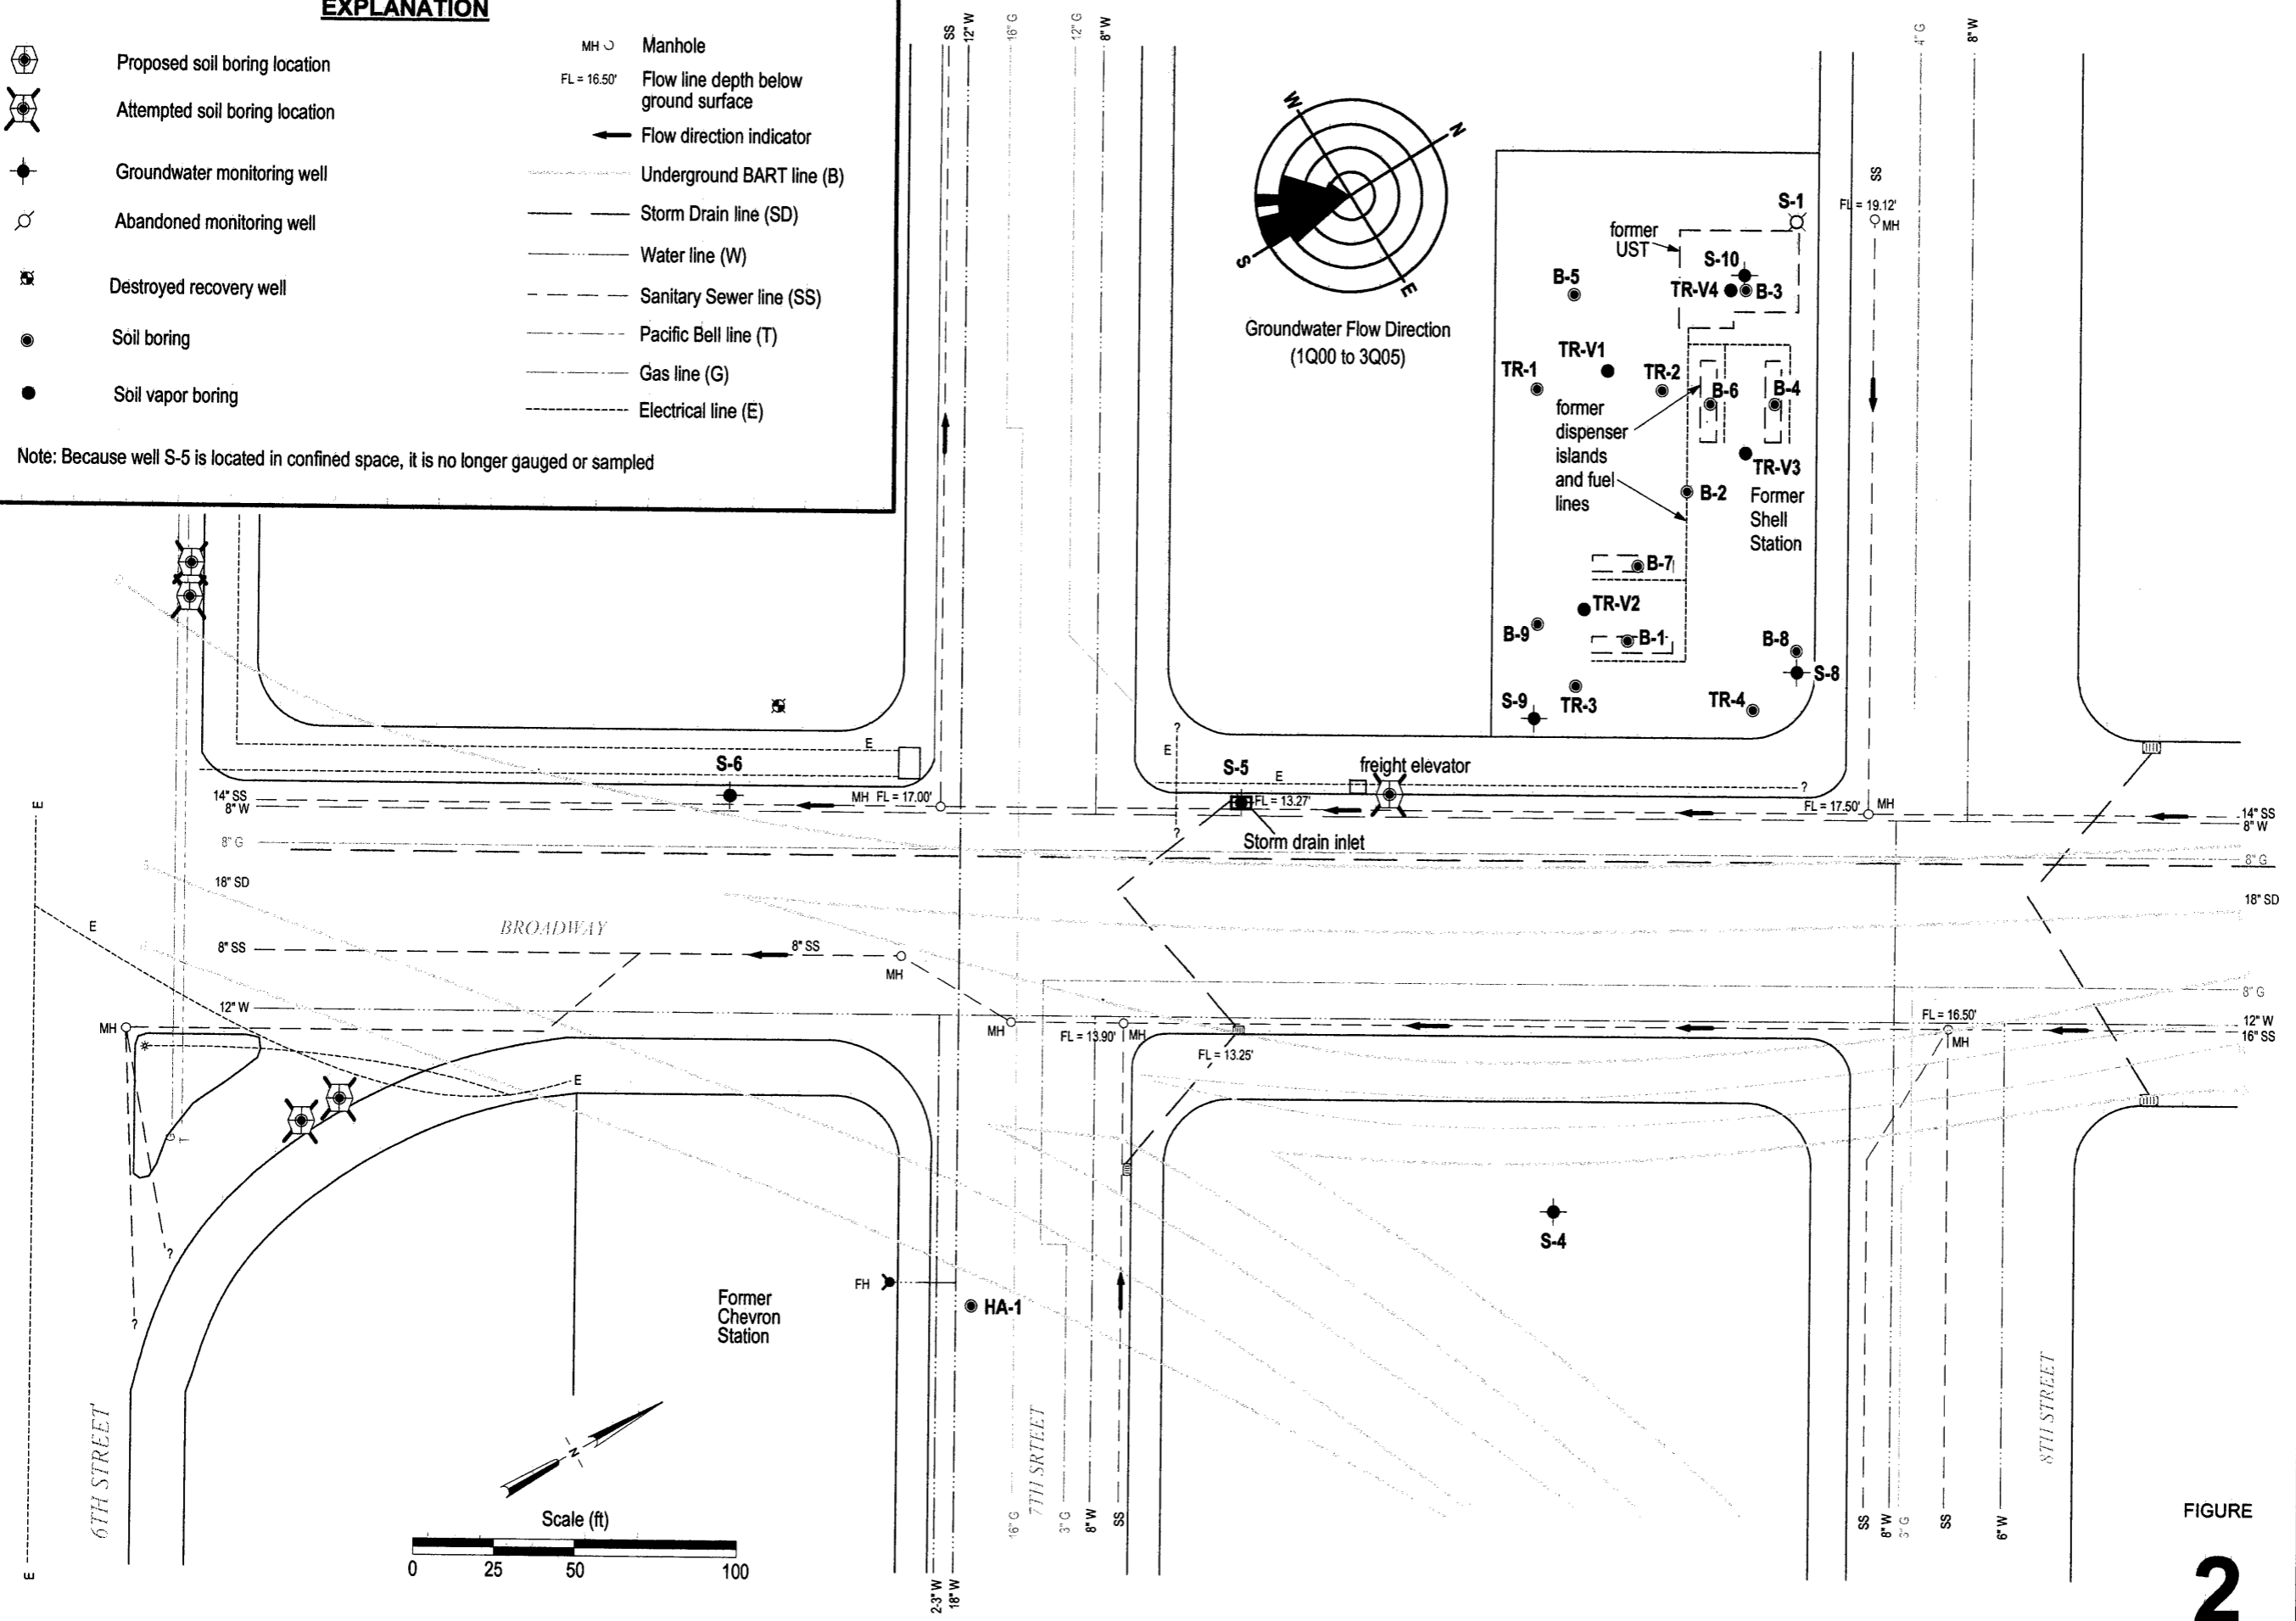 EXPLANATION
Proposed soil boring location
Attempted soil boring location
Groundwater monitoring well
Abandoned monitoring well
Destroyed recovery well
Soil boring
Soil vapor boring
MH Manhole
FL = 16.50' Flow line depth below
ground surface
Flow direction indicator
Underground BART line (B)
Storm Drain line (SD)
Water line (W)
Sanitary Sewer line (SS)
Pacific Bell line (T)
Gas line (G)
Electrical line (E)
Note: Because well S-5 is located in confined space, it is no longer gauged or sampled
SS
12" W
16" G
12" G
8" W
4" G
8" W
W
N
S
E
Groundwater Flow Direction
(1Q00 to 3Q05)
SS
FL = 19.12'
MH
S-1
former
UST
S-10
TR-V4
B-3
B-5
TR-V1
TR-1
TR-2
B-6
B-4
former
dispenser
islands
and fuel
lines
TR-V3
B-2
Former
Shell
Station
B-7
TR-V2
B-9
B-1
B-8
S-8
S-9
TR-3
TR-4
E
S-6
?
E
S-5
E
freight elevator
?
14" SS
8" W
MH FL = 17.00'
FL = 13.27'
FL = 17.50'
MH
14" SS
8" W
?
Storm drain inlet
8" G
8" G
18" SD
18" SD
E
E
BROADWAY
8" SS
8" SS
MH
8" G
12" W
MH
MH
FL = 13.90'
MH
FL = 13.25'
FL = 16.50'
MH
12" W
16" SS
E
G
T
?
?
S-4
FH
HA-1
Former
Chevron
Station
N
6TH STREET
7TH SRTEET
8TH STREET
Scale (ft)
0
25
50
100
E
2-3" W
18" W
16" G
3" G
8" W
SS
SS
8" W
3" G
SS
6" W
FIGURE
2